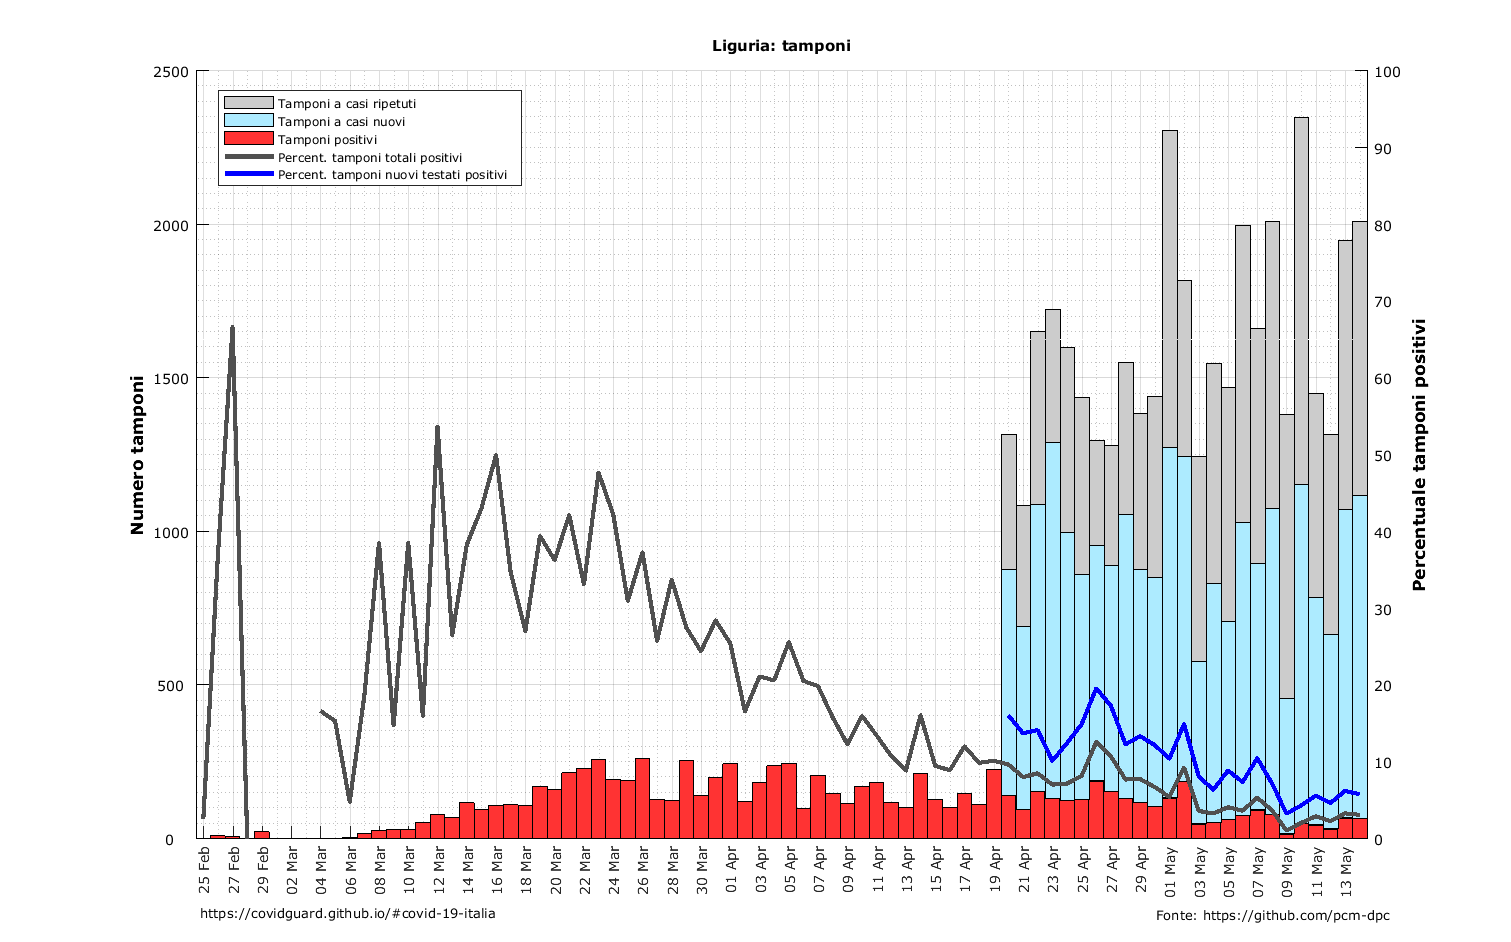 Liguria: tamponi
Tamponi a casi ripetuti
Tamponi a casi nuovi
Tamponi positivi
Percent. tamponi totali positivi
Percent. tamponi nuovi testati positivi
Numero tamponi
2500
2000
1500
1000
500
0
Percentuale tamponi positivi
100
90
80
70
60
50
40
30
20
10
0
25 Feb
27 Feb
29 Feb
02 Mar
04 Mar
06 Mar
08 Mar
10 Mar
12 Mar
14 Mar
16 Mar
18 Mar
20 Mar
22 Mar
24 Mar
26 Mar
28 Mar
30 Mar
01 Apr
03 Apr
05 Apr
07 Apr
09 Apr
11 Apr
13 Apr
15 Apr
17 Apr
19 Apr
21 Apr
23 Apr
25 Apr
27 Apr
29 Apr
01 May
03 May
05 May
07 May
09 May
11 May
13 May
https://covidguard.github.io/#covid-19-italia
Fonte: https://github.com/pcm-dpc